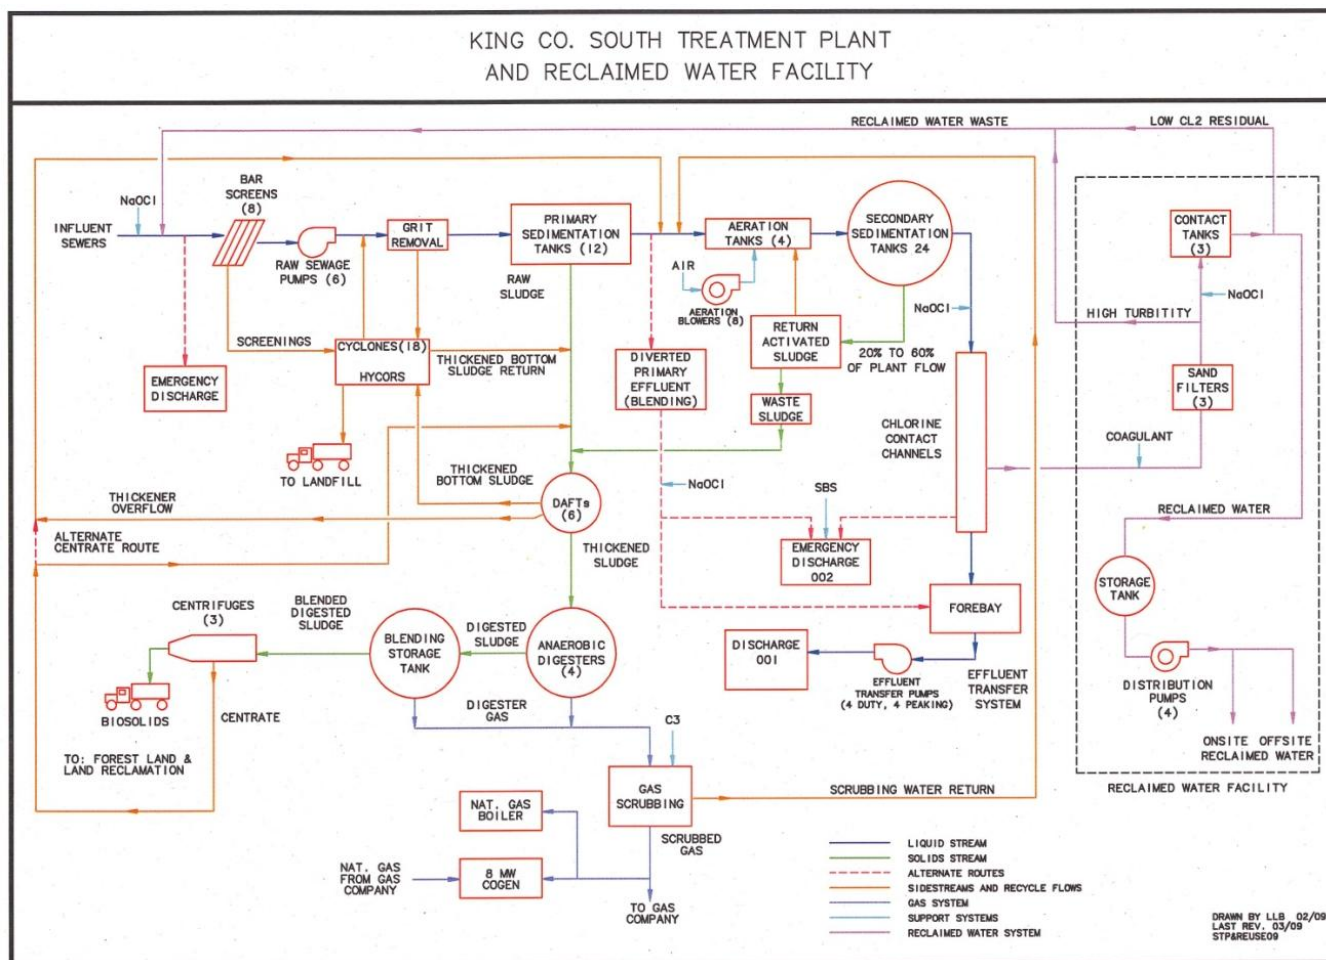 KING CO. SOUTH TREATMENT PLANT
AND RECLAIMED WATER FACILITY
RECLAIMED WATER WASTE
LOW CL2 RESIDUAL
NaOCl
INFLUENT
SEWERS
BAR
SCREENS
(8)
RAW SEWAGE
PUMPS (6)
GRIT
REMOVAL
PRIMARY
SEDIMENTATION
TANKS (12)
RAW
SLUDGE
AERATION
TANKS (4)
AIR
AERATION
BLOWERS (8)
SECONDARY
SEDIMENTATION
TANKS 24
NaOCl
CONTACT
TANKS
(3)
NaOCl
HIGH TURBITITY
SAND
FILTERS
(3)
COAGULANT
EMERGENCY
DISCHARGE
SCREENINGS
CYCLONES(18)
HYCORS
THICKENED BOTTOM
SLUDGE RETURN
TO LANDFILL
DIVERTED
PRIMARY
EFFLUENT
(BLENDING)
RETURN
ACTIVATED
SLUDGE
20% TO 60%
OF PLANT FLOW
WASTE
SLUDGE
CHLORINE
CONTACT
CHANNELS
THICKENED
BOTTOM SLUDGE
DAFTs
(6)
NaOCl
SBS
EMERGENCY
DISCHARGE
002
THICKENER
OVERFLOW
ALTERNATE
CENTRATE ROUTE
THICKENED
SLUDGE
RECLAIMED WATER
STORAGE
TANK
FOREBAY
CENTRIFUGES
(3)
BLENDED
DIGESTED
SLUDGE
BLENDING
STORAGE
TANK
DIGESTED
SLUDGE
ANAEROBIC
DIGESTERS
(4)
DISCHARGE
001
EFFLUENT
TRANSFER PUMPS
(4 DUTY, 4 PEAKING)
EFFLUENT
TRANSFER
SYSTEM
DISTRIBUTION
PUMPS
(4)
BIOSOLIDS
CENTRATE
TO: FOREST LAND &
LAND RECLAMATION
DIGESTER
GAS
C3
GAS
SCRUBBING
SCRUBBING WATER RETURN
ONSITE OFFSITE
RECLAIMED WATER
RECLAIMED WATER FACILITY
NAT. GAS
BOILER
SCRUBBED
GAS
NAT. GAS
FROM GAS
COMPANY
8 MW
COGEN
TO GAS
COMPANY
LIQUID STREAM
SOLIDS STREAM
ALTERNATE ROUTES
SIDESTREAMS AND RECYCLE FLOWS
GAS SYSTEM
SUPPORT SYSTEMS
RECLAIMED WATER SYSTEM
DRAWN BY LLB 02/09
LAST REV. 03/09
STP&REUSE09